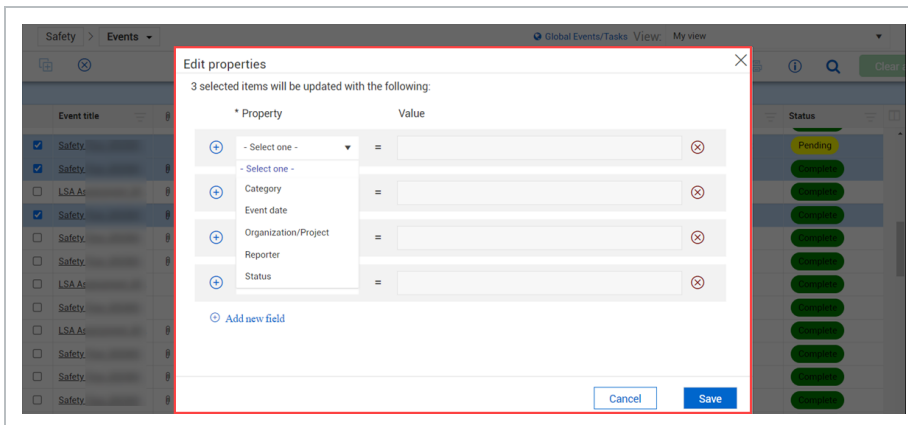 Safety > Events
Global Events/Tasks View: My view
Clear
Edit properties
3 selected items will be updated with the following:
* Property Value
- Select one - =
- Select one -
Category
Event date
Organization/Project
Reporter
Status
=
=
=
Add new field
Cancel Save
Event title Status
Safety Pending
Safety Complete
LSA Complete
Safety Complete
Safety Complete
Safety Complete
LSA Complete
Safety Complete
LSA Complete
Safety Complete
Safety Complete
Safety Complete